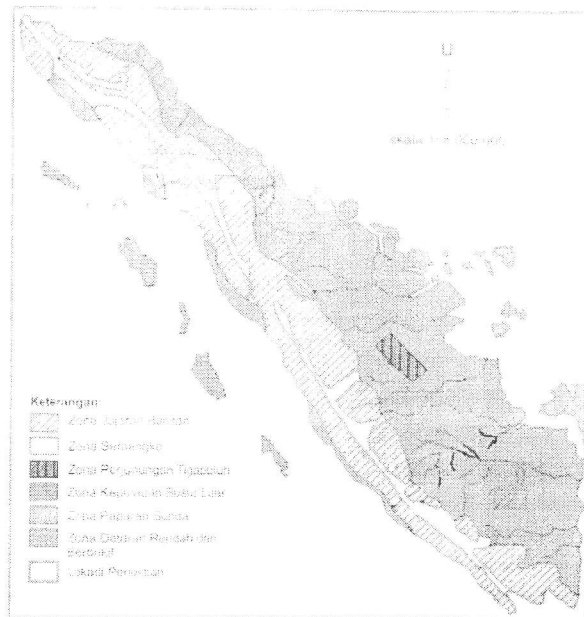 U
Keterangan:
Zona Jajaran Barisan
Zona Semangko
Zona Pegunungan Tigapuluh
Zona Kepulauan Busur Luar
Zona Paparan Sunda
Zona Dataran Rendah dan
Berbukit
Lokasi Penelitian